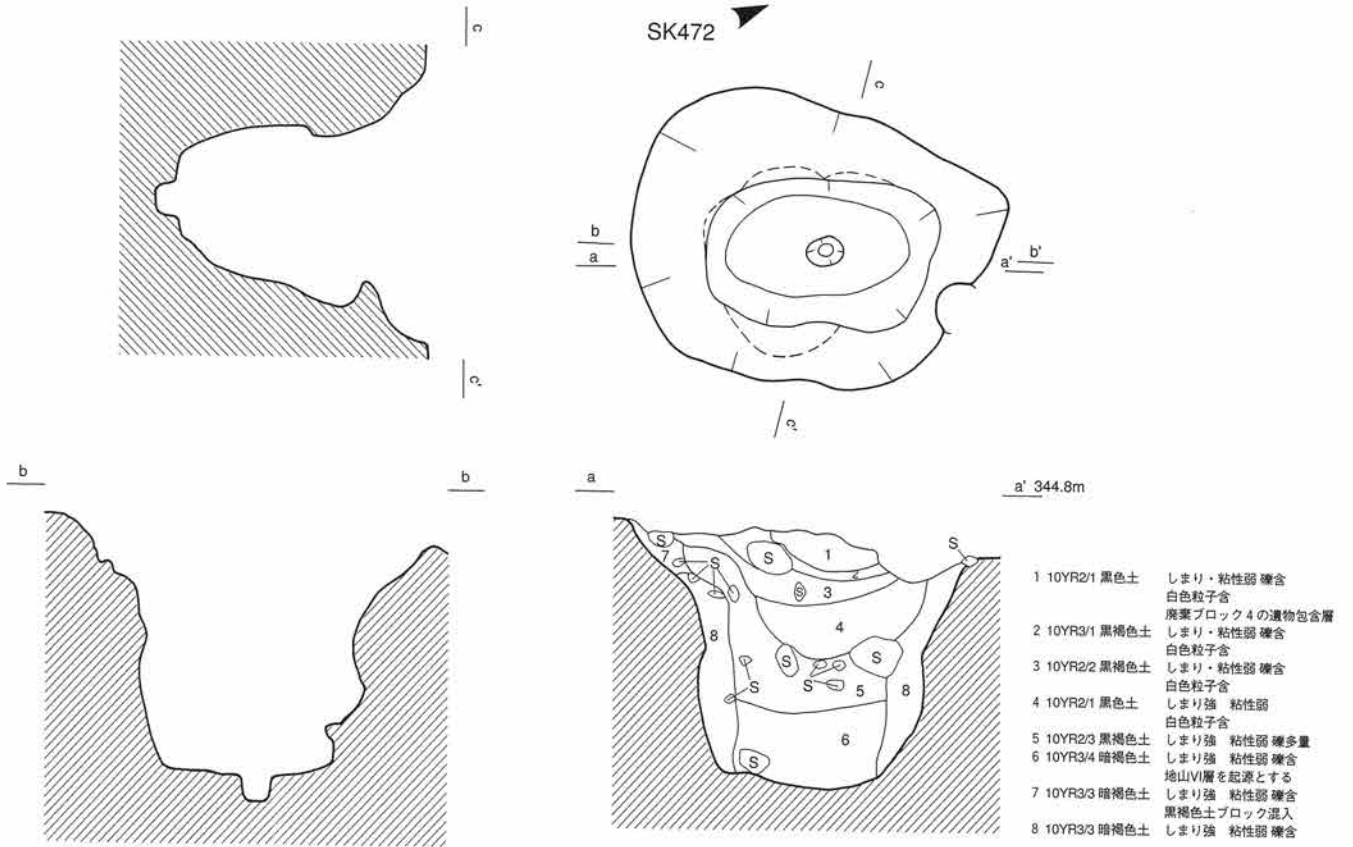 SK472
c
c
c'
c'
b
a
b'
a'
b
b
a
a' 344.8m
S
S
S
S
S
S
S
S
S
S
1
2
3
4
5
6
7
8
8
1 10YR2/1 黒色土 しまり・粘性弱 礫含
白色粒子含
廃棄ブロック4の遺物包含層
2 10YR3/1 黒褐色土 しまり・粘性弱 礫含
白色粒子含
3 10YR2/2 黒褐色土 しまり・粘性弱 礫含
白色粒子含
4 10YR2/1 黒色土 しまり強 粘性弱
白色粒子含
5 10YR2/3 黒褐色土 しまり強 粘性弱 礫多量
6 10YR3/4 暗褐色土 しまり強 粘性弱 礫含
地山VI層を起源とする
7 10YR3/3 暗褐色土 しまり強 粘性弱 礫含
黒褐色土ブロック混入
8 10YR3/3 暗褐色土 しまり強 粘性弱 礫含